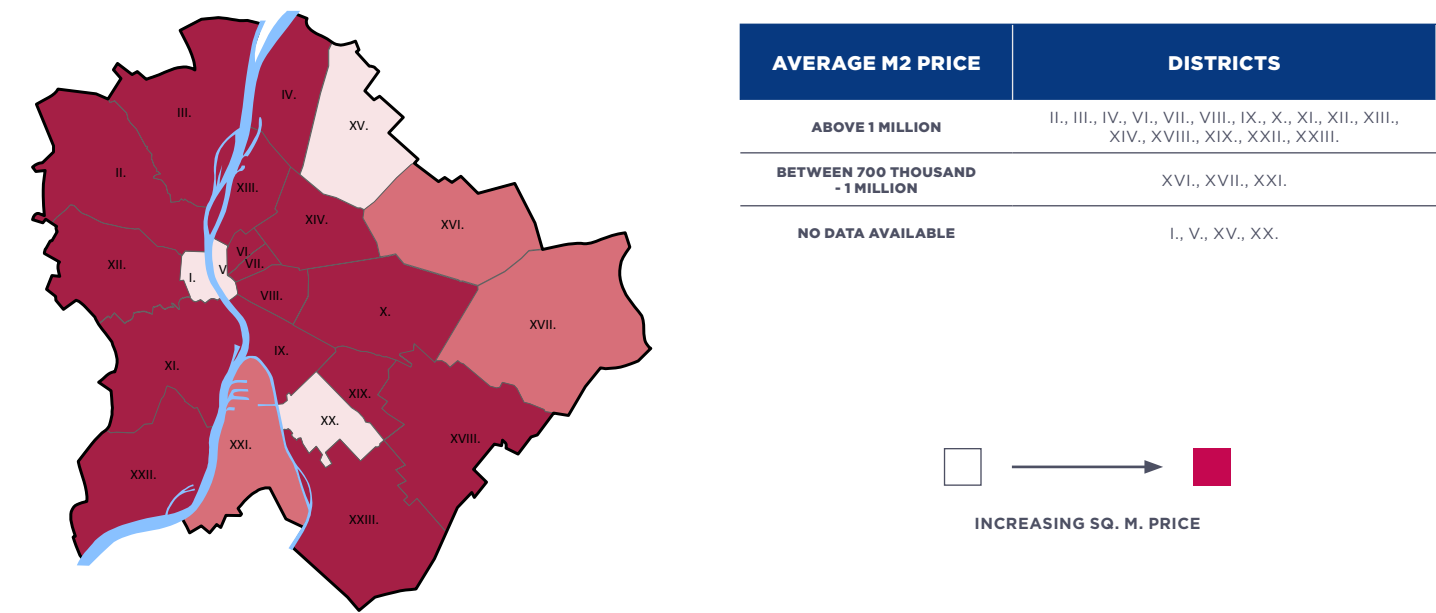 IV.
III.
XV.
II.
XIII.
XIV.
XVI.
VI.
XII.
VII.
I.
V.
VIII.
X.
XVII.
IX.
XI.
XIX.
XX.
XVIII.
XXI.
XXII.
XXIII.
AVERAGE M2 PRICE DISTRICTS
ABOVE 1 MILLION
II., III., IV., VI., VII., VIII., IX., X., XI., XII., XIII.,
XIV., XVIII., XIX., XXII., XXIII.
BETWEEN 700 THOUSAND
- 1 MILLION
XVI., XVII., XXI.
NO DATA AVAILABLE
I., V., XV., XX.
INCREASING SQ. M. PRICE